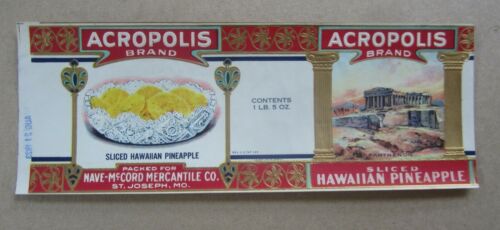 ACROPOLIS
BRAND
SLICED HAWAIIAN PINEAPPLE
PACKED FOR
NAVE-McCORD MERCANTILE CO.
ST. JOSEPH, MO.
CONTENTS
1 LB. 5 OZ.
ACROPOLIS
BRAND
PARTHENON
SLICED
HAWAIIAN PINEAPPLE